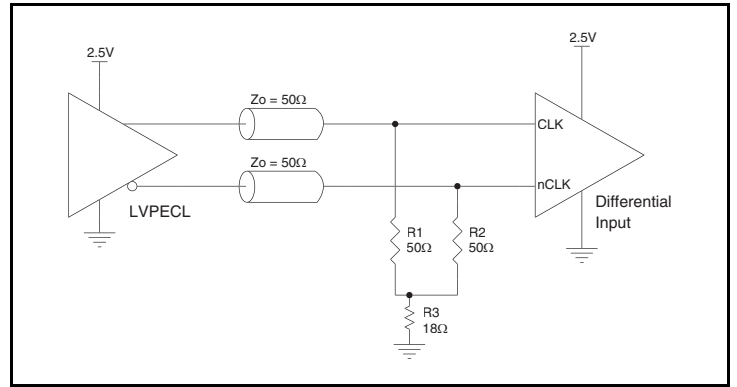 2.5V
2.5V
Zo = 50Ω
CLK
Zo = 50Ω
nCLK
LVPECL
Differential
Input
R1
50Ω
R2
50Ω
R3
18Ω